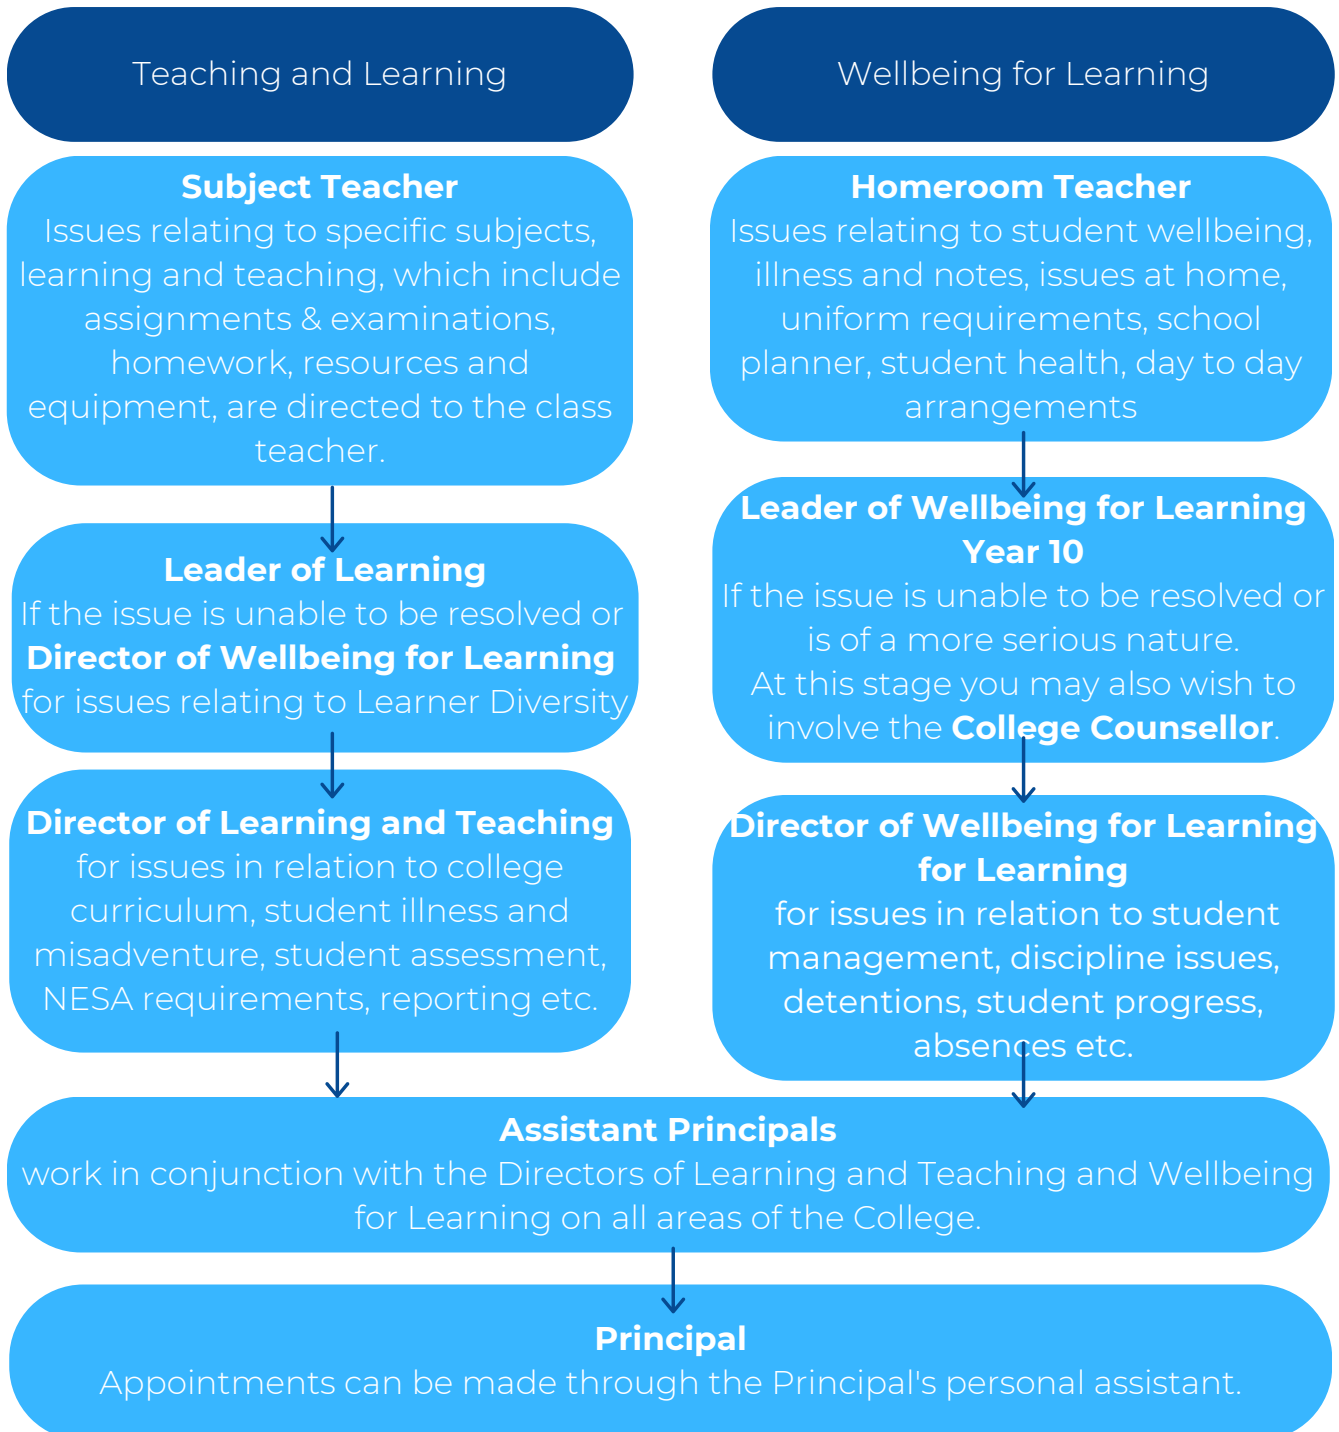 Teaching and Learning
Subject Teacher
Issues relating to specific subjects,
learning and teaching, which include
assignments & examinations,
homework, resources and
equipment, are directed to the class
teacher.
Leader of Learning
If the issue is unable to be resolved or
Director of Wellbeing for Learning
for issues relating to Learner Diversity
Director of Learning and Teaching
for issues in relation to college
curriculum, student illness and
misadventure, student assessment,
NESA requirements, reporting etc.
Wellbeing for Learning
Homeroom Teacher
Issues relating to student wellbeing,
illness and notes, issues at home,
uniform requirements, school
planner, student health, day to day
arrangements
Leader of Wellbeing for Learning
Year 10
If the issue is unable to be resolved or
is of a more serious nature.
At this stage you may also wish to
involve the College Counsellor.
Director of Wellbeing for Learning
for Learning
for issues in relation to student
management, discipline issues,
detentions, student progress,
absences etc.
Assistant Principals
work in conjunction with the Directors of Learning and Teaching and Wellbeing
for Learning on all areas of the College.
Principal
Appointments can be made through the Principal's personal assistant.